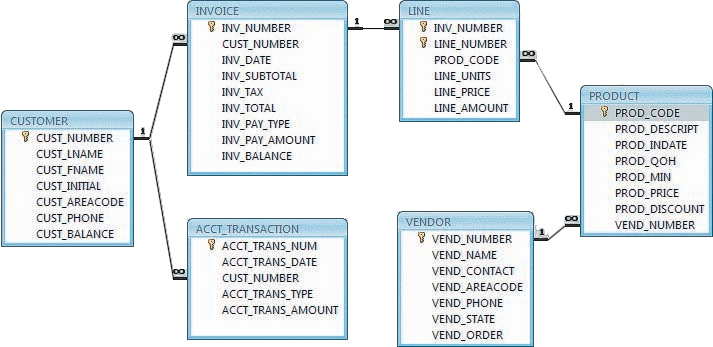 INVOICE
INV_NUMBER
CUST_NUMBER
INV_DATE
INV_SUBTOTAL
INV_TAX
INV_TOTAL
INV_PAY_TYPE
INV_PAY_AMOUNT
INV_BALANCE
1
∞
∞
LINE
INV_NUMBER
LINE_NUMBER
PROD_CODE
LINE_UNITS
LINE_PRICE
LINE_AMOUNT
∞
1
PRODUCT
PROD_CODE
PROD_DESCRIPT
PROD_INDATE
PROD_QOH
PROD_MIN
PROD_PRICE
PROD_DISCOUNT
VEND_NUMBER
CUSTOMER
CUST_NUMBER
CUST_LNAME
CUST_FNAME
CUST_INITIAL
CUST_AREACODE
CUST_PHONE
CUST_BALANCE
1
∞
ACCT_TRANSACTION
ACCT_TRANS_NUM
ACCT_TRANS_DATE
CUST_NUMBER
ACCT_TRANS_TYPE
ACCT_TRANS_AMOUNT
VENDOR
VEND_NUMBER
VEND_NAME
VEND_CONTACT
VEND_AREACODE
VEND_PHONE
VEND_STATE
VEND_ORDER
1
∞